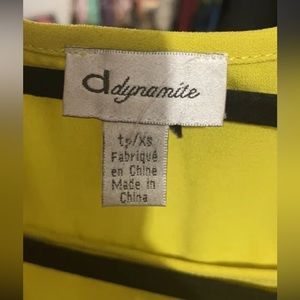 d dynamite
tp/xs
Fabriqué
en Chine
Made in
China